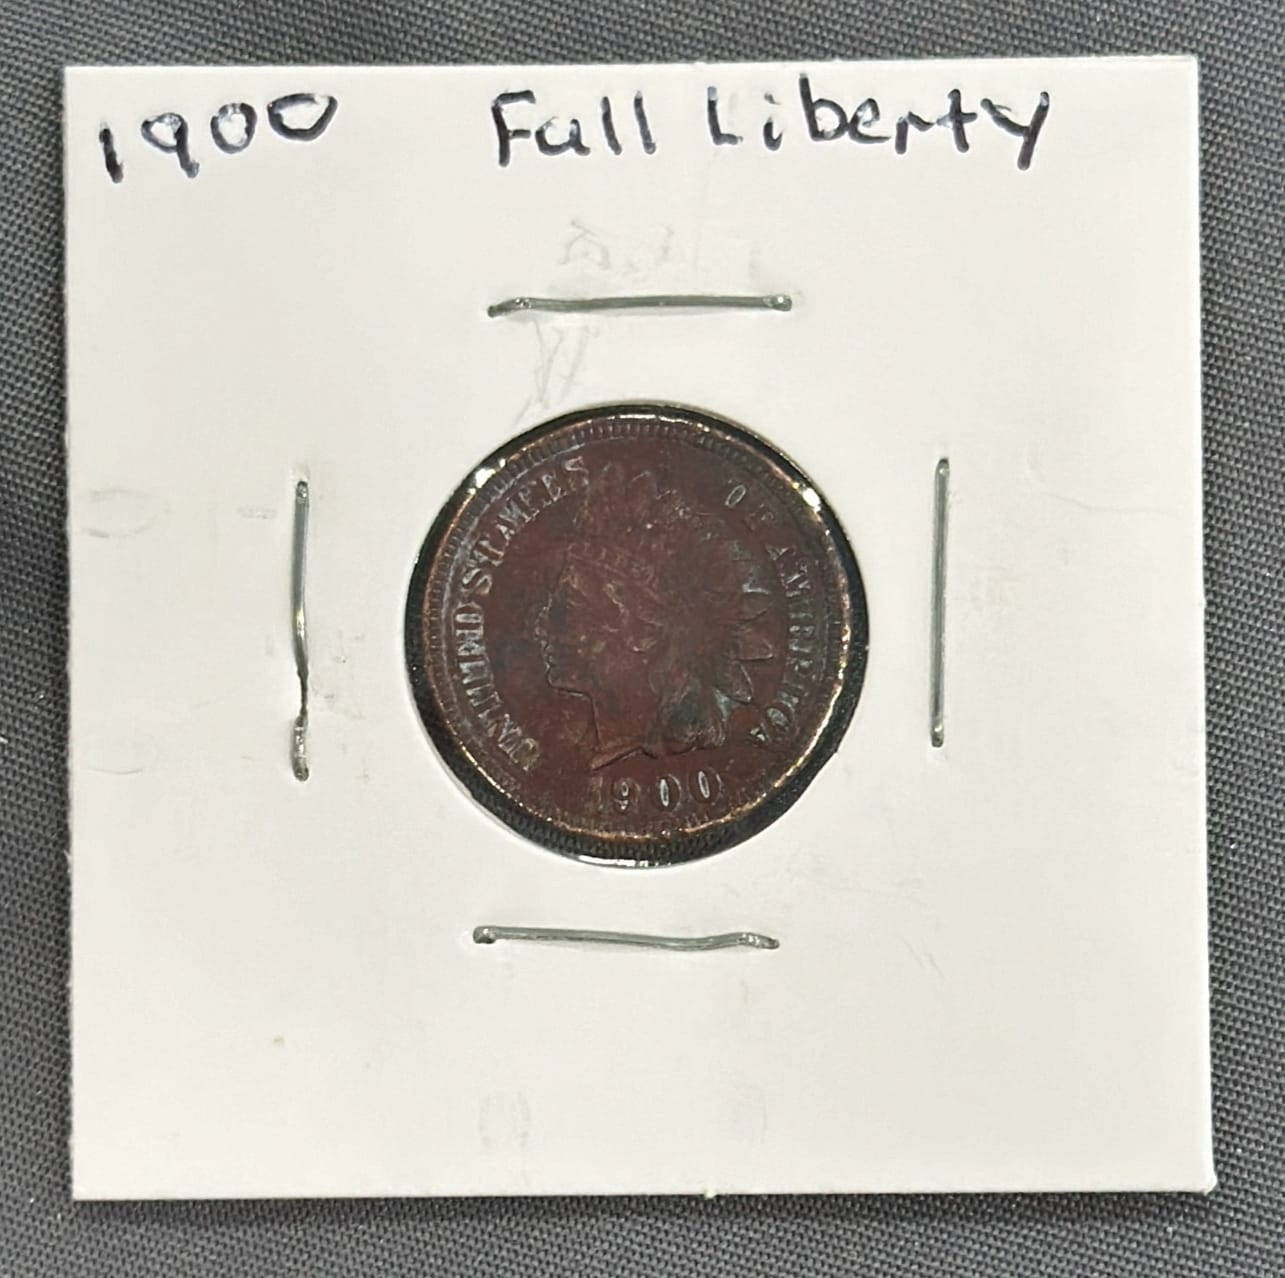 1900 Full Liberty
UNITED STATES OF AMERICA
1900